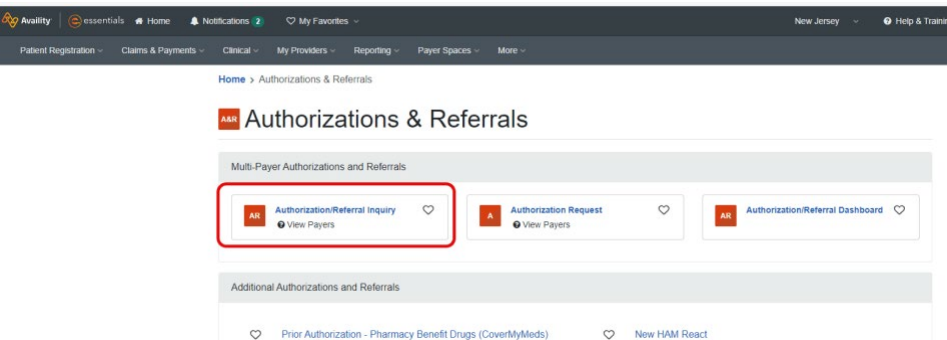 Availity essentials Home Notifications 2 My Favorites New Jersey Help & Trainin
Patient Registration Claims & Payments Clinical My Providers Reporting Payer Spaces More
Home > Authorizations & Referrals
A&R Authorizations & Referrals
Multi-Payer Authorizations and Referrals
AR Authorization/Referral Inquiry A Authorization Request AR Authorization/Referral Dashboard
View Payers View Payers
Additional Authorizations and Referrals
Prior Authorization - Pharmacy Benefit Drugs (CoverMyMeds) New HAM React